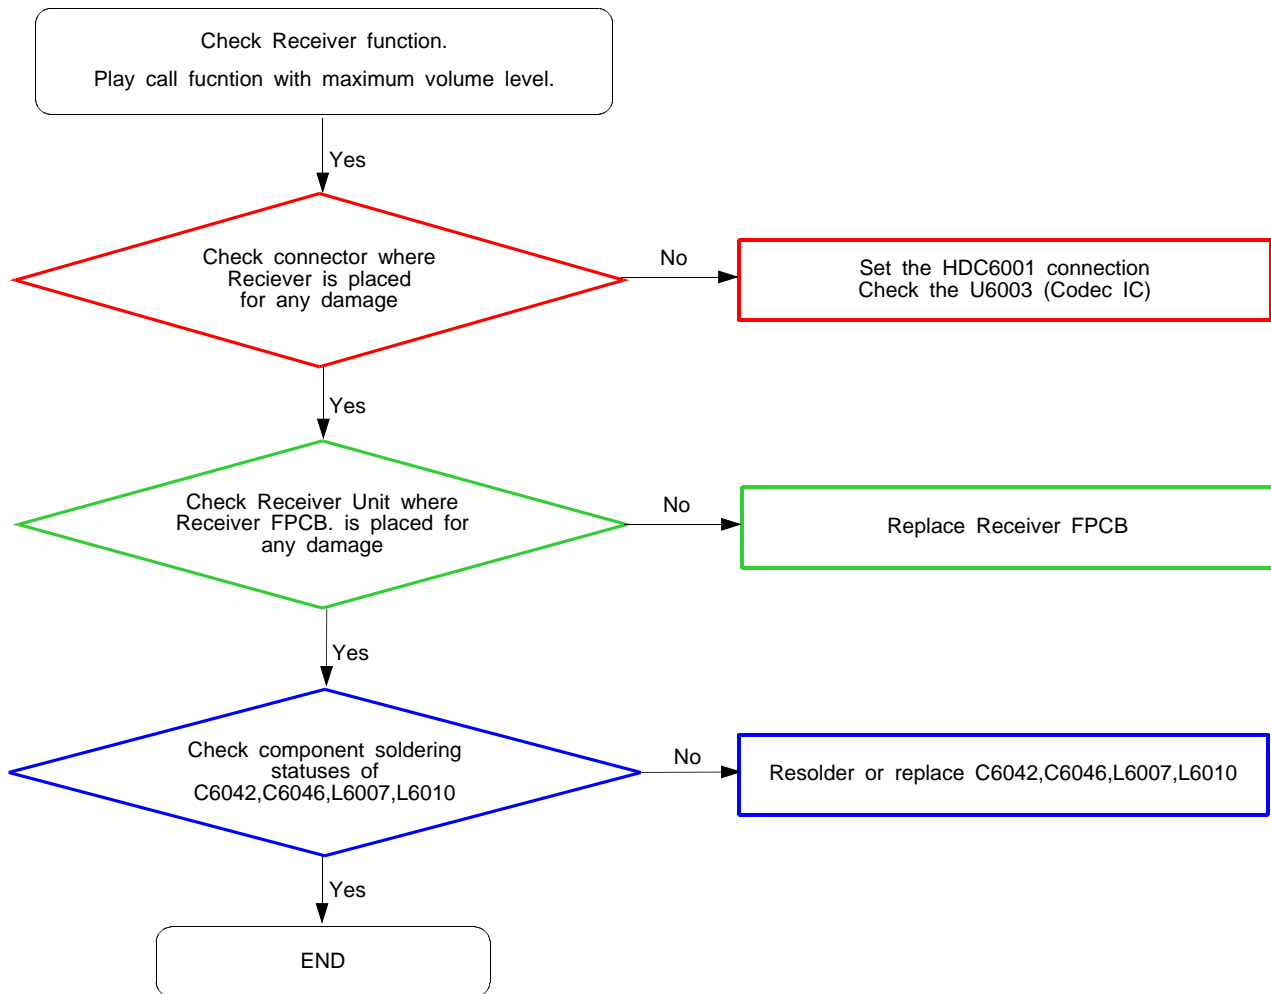 Check Receiver function.
Play call fucntion with maximum volume level.
Yes
Check connector where
Reciever is placed
for any damage
No
Set the HDC6001 connection
Check the U6003 (Codec IC)
Yes
Check Receiver Unit where
Receiver FPCB. is placed for
any damage
No
Replace Receiver FPCB
Yes
Check component soldering
statuses of
C6042,C6046,L6007,L6010
No
Resolder or replace C6042,C6046,L6007,L6010
Yes
END